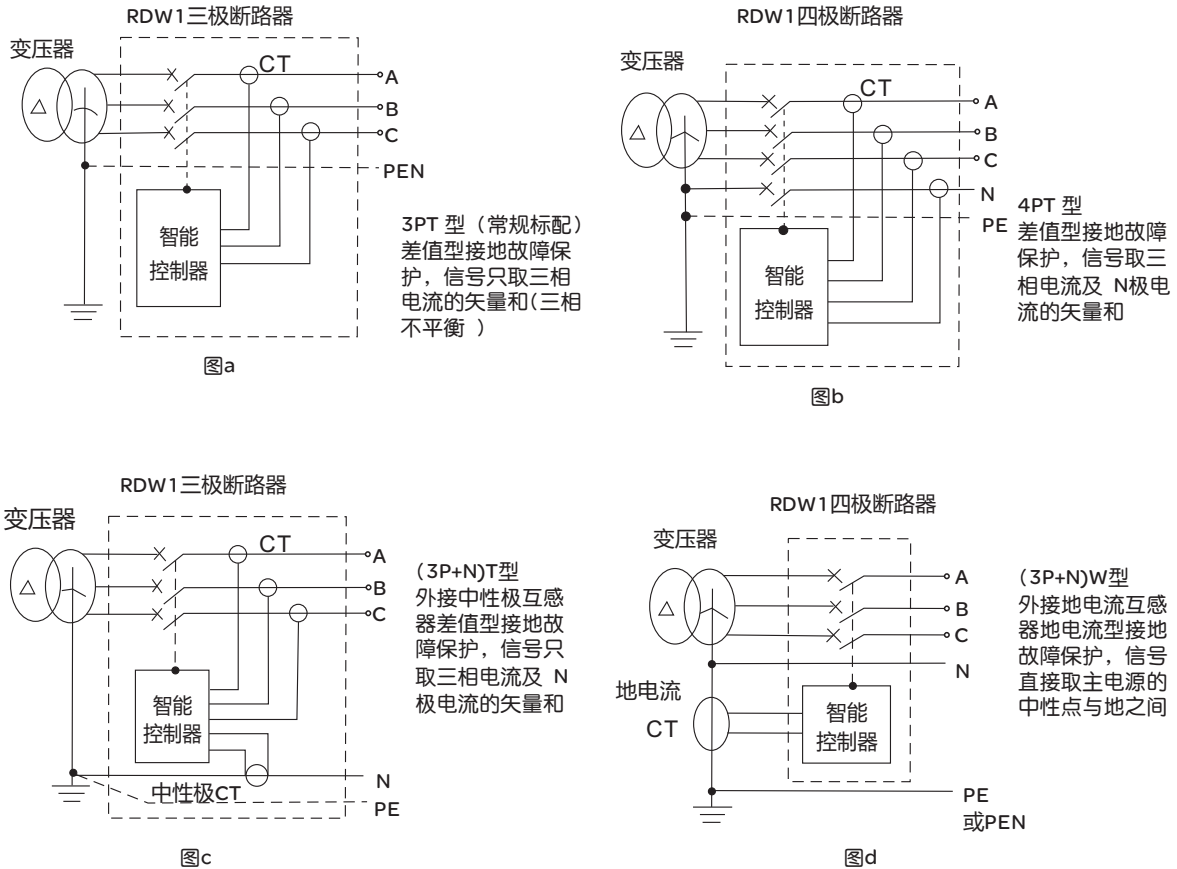 RDW1三极断路器
变压器
CT
A
B
C
PEN
智能
控制器
3PT 型（常规标配）
差值型接地故障保
护，信号只取三相
电流的矢量和(三相
不平衡 ）
图a
RDW1四极断路器
变压器
CT
A
B
C
N
PE
智能
控制器
4PT 型
差值型接地故障
保护，信号取三
相电流及 N极电
流的矢量和
图b
RDW1三极断路器
变压器
CT
A
B
C
智能
控制器
N
中性极CT
PE
（3P+N)T型
外接中性极互感
器差值型接地故
障保护，信号只
取三相电流及 N
极电流的矢量和
图c
RDW1四极断路器
变压器
A
B
C
N
地电流
CT
智能
控制器
PE
或PEN
（3P+N)W型
外接地电流互感
器地电流型接地
故障保护，信号
直接取主电源的
中性点与地之间
图d